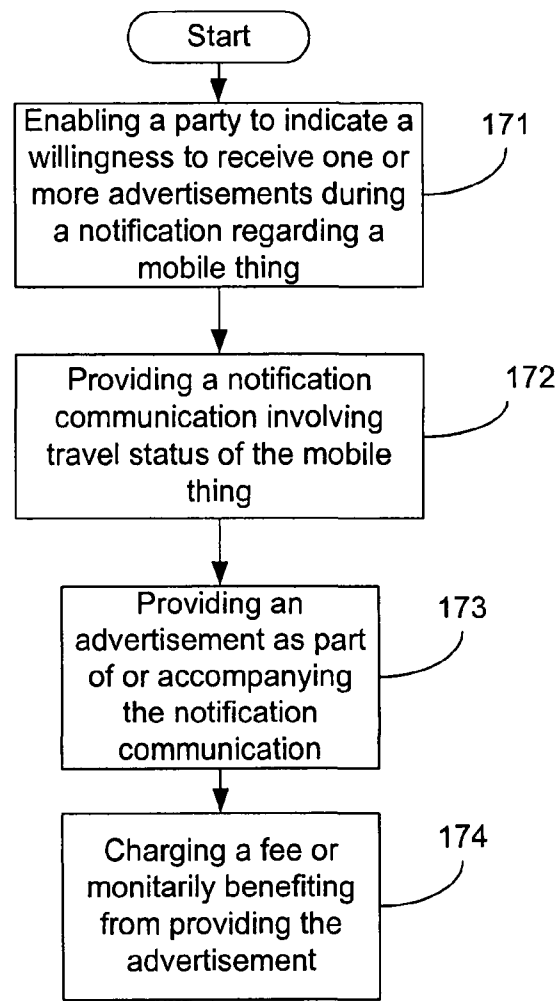 Start
Enabling a party to indicate a
willingness to receive one or
more advertisements during
a notification regarding a
mobile thing
171
Providing a notification
communication involving
travel status of the mobile
thing
172
Providing an
advertisement as part
of or accompanying
the notification
communication
173
Charging a fee or
monitarily benefiting
from providing the
advertisement
174